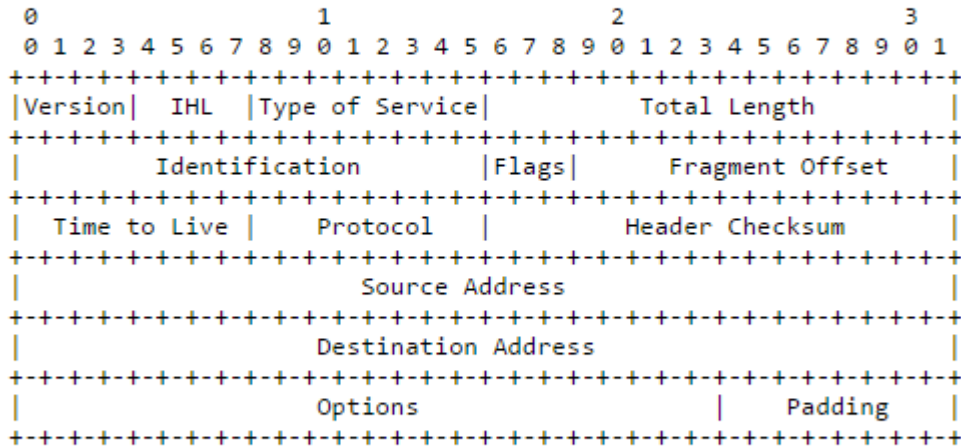 0                   1                   2                   3
 0 1 2 3 4 5 6 7 8 9 0 1 2 3 4 5 6 7 8 9 0 1 2 3 4 5 6 7 8 9 0 1
+-+-+-+-+-+-+-+-+-+-+-+-+-+-+-+-+-+-+-+-+-+-+-+-+-+-+-+-+-+-+-+-+
|Version|  IHL  |Type of Service|          Total Length         |
+-+-+-+-+-+-+-+-+-+-+-+-+-+-+-+-+-+-+-+-+-+-+-+-+-+-+-+-+-+-+-+-+
|         Identification        |Flags|      Fragment Offset    |
+-+-+-+-+-+-+-+-+-+-+-+-+-+-+-+-+-+-+-+-+-+-+-+-+-+-+-+-+-+-+-+-+
|  Time to Live |    Protocol   |         Header Checksum       |
+-+-+-+-+-+-+-+-+-+-+-+-+-+-+-+-+-+-+-+-+-+-+-+-+-+-+-+-+-+-+-+-+
|                       Source Address                          |
+-+-+-+-+-+-+-+-+-+-+-+-+-+-+-+-+-+-+-+-+-+-+-+-+-+-+-+-+-+-+-+-+
|                    Destination Address                        |
+-+-+-+-+-+-+-+-+-+-+-+-+-+-+-+-+-+-+-+-+-+-+-+-+-+-+-+-+-+-+-+-+
|                    Options                    |    Padding    |
+-+-+-+-+-+-+-+-+-+-+-+-+-+-+-+-+-+-+-+-+-+-+-+-+-+-+-+-+-+-+-+-+